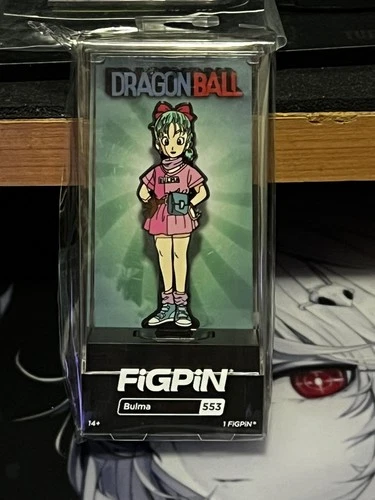 DRAGON BALL
FiGPiN®
Bulma 553
14+ 1 FiGPiN®